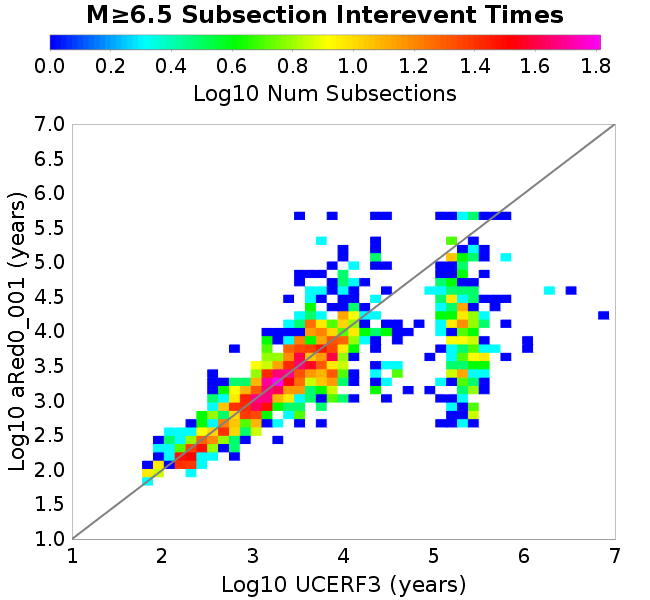 M≥6.5 Subsection Interevent Times
0.0 0.2 0.4 0.6 0.8 1.0 1.2 1.4 1.6 1.8
Log10 Num Subsections
7.0
6.5
6.0
5.5
5.0
4.5
4.0
3.5
3.0
2.5
2.0
1.5
1.0
Log10 aRed0_001 (years)
1 2 3 4 5 6 7
Log10 UCERF3 (years)